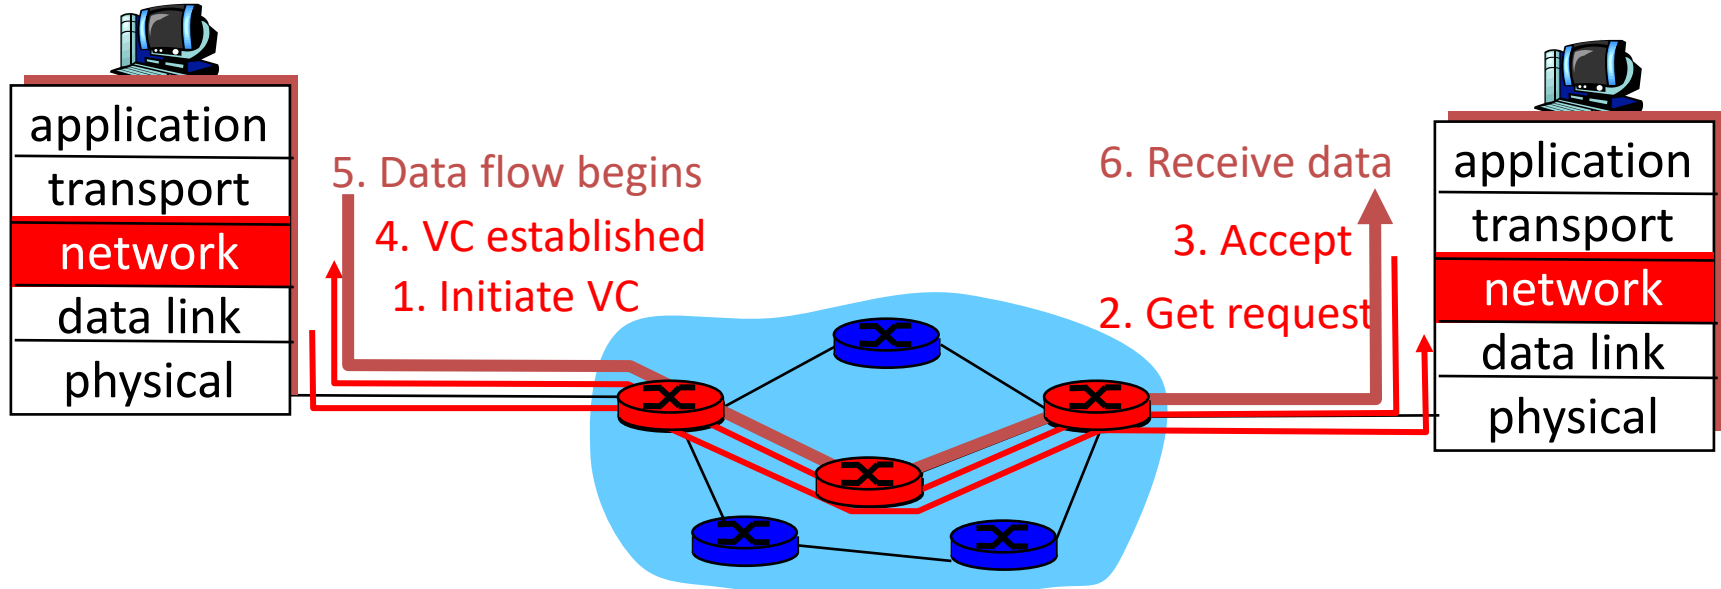 application
transport
network
data link
physical
5. Data flow begins
4. VC established
1. Initiate VC
6. Receive data
3. Accept
2. Get request
application
transport
network
data link
physical